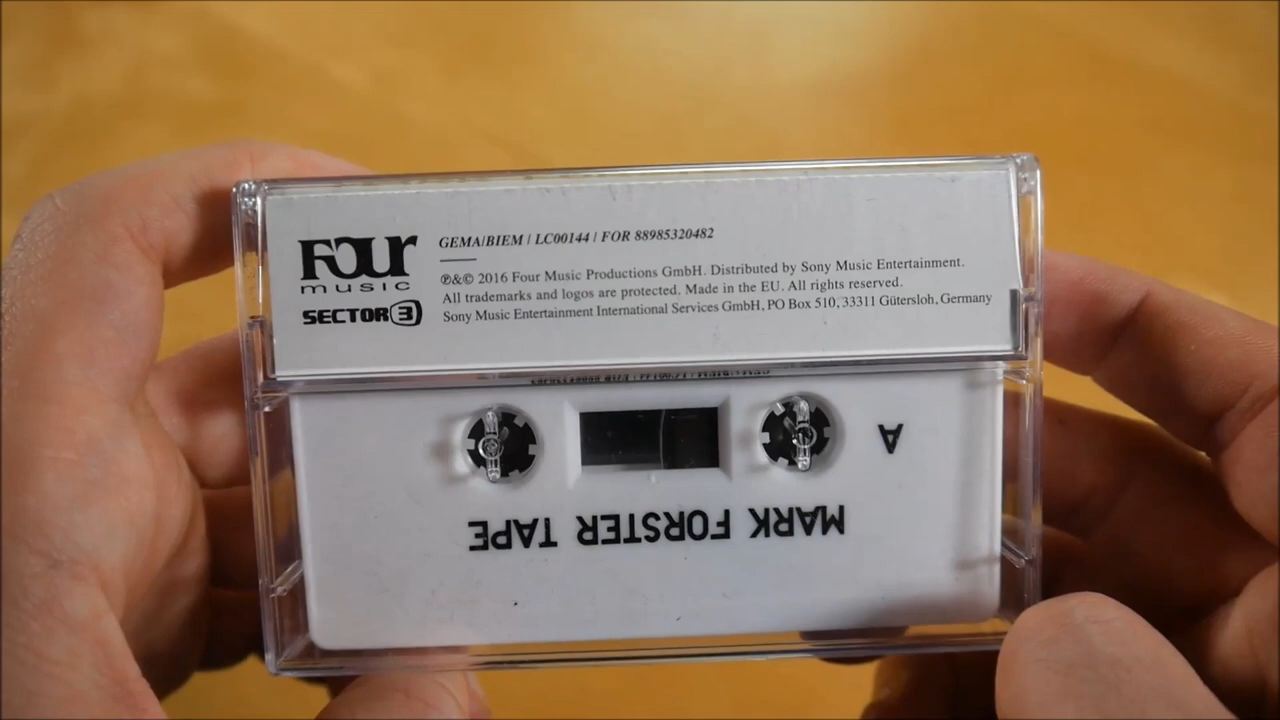 Four
music
SECTOR 3
GEMA/BIEM / LC00144 / FOR 88985320482
℗&© 2016 Four Music Productions GmbH. Distributed by Sony Music Entertainment.
All trademarks and logos are protected. Made in the EU. All rights reserved.
Sony Music Entertainment International Services GmbH, PO Box 510, 33311 Gütersloh, Germany
A
MARK FORSTER TAPE